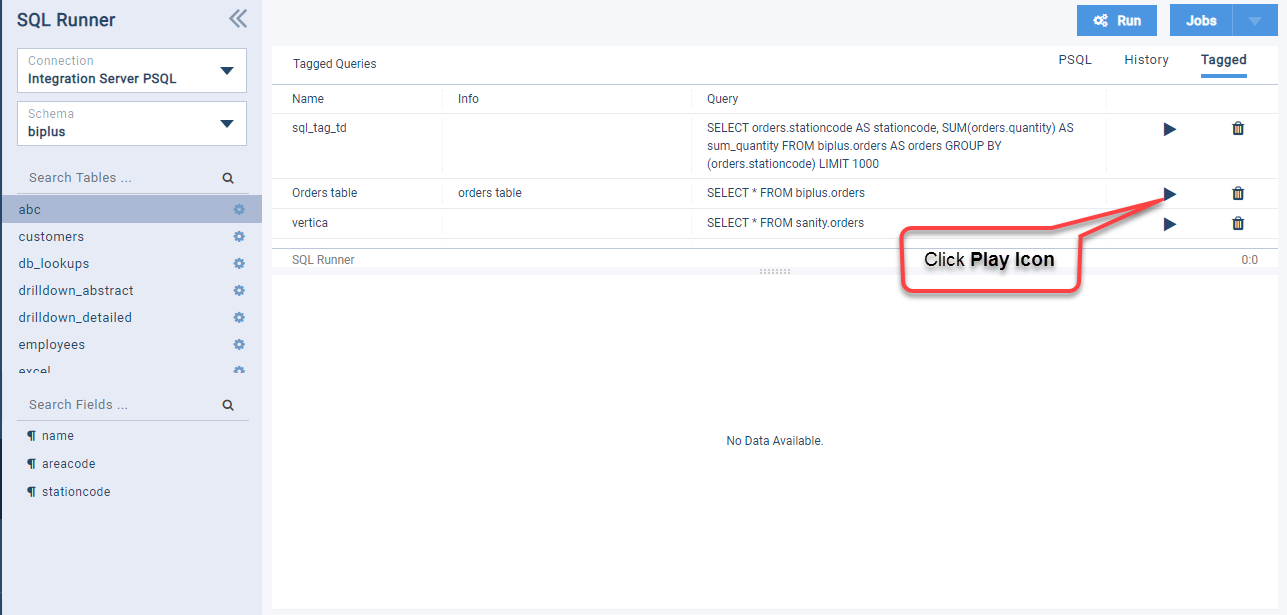 SQL Runner
Run
Jobs
Connection
Integration Server PSQL
Schema
biplus
Search Tables ...
abc
customers
db_lookups
drilldown_abstract
drilldown_detailed
employees
excel
Search Fields ...
¶ name
¶ areacode
¶ stationcode
Tagged Queries
PSQL History Tagged
Name Info Query
sql_tag_td SELECT orders.stationcode AS stationcode, SUM(orders.quantity) AS
sum_quantity FROM biplus.orders AS orders GROUP BY
(orders.stationcode) LIMIT 1000
Orders table orders table SELECT * FROM biplus.orders
vertica SELECT * FROM sanity.orders
SQL Runner 0:0
Click Play Icon
No Data Available.